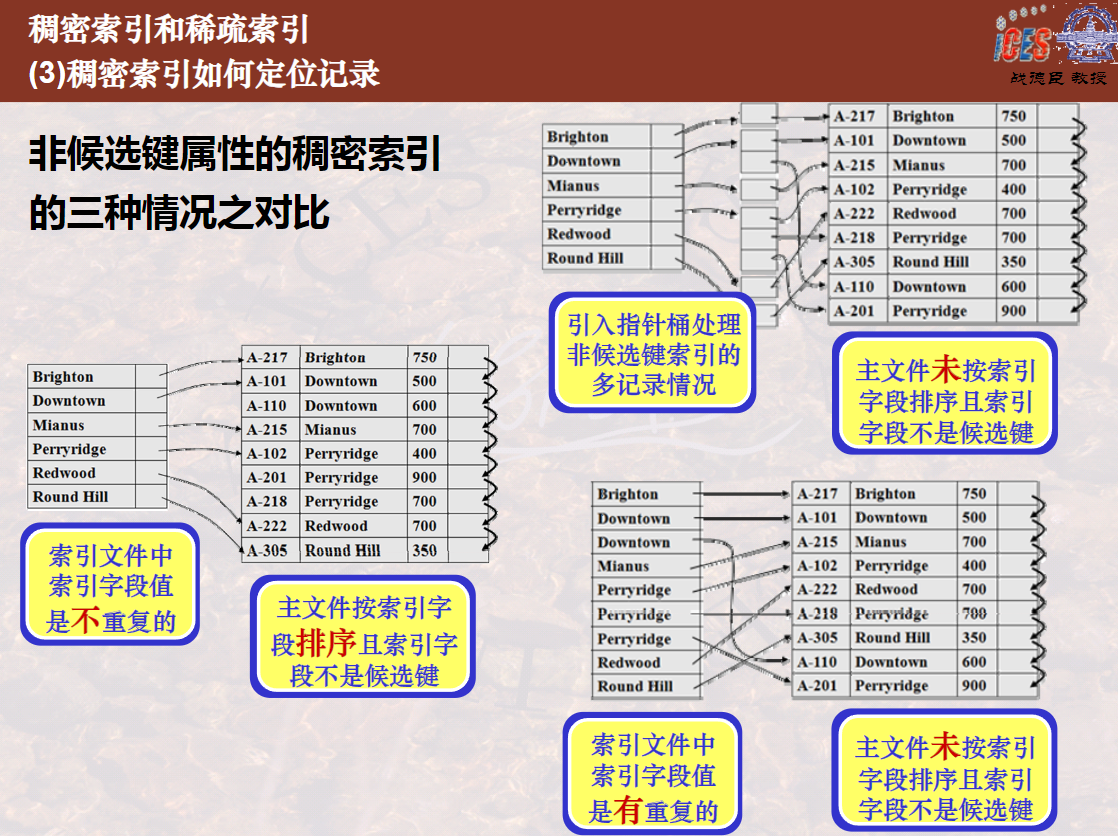 稠密索引和稀疏索引
(3)稠密索引如何定位记录
iCES
战德臣 教授
非候选键属性的稠密索引
的三种情况之对比
Brighton
Downtown
Mianus
Perryridge
Redwood
Round Hill
A-217 Brighton 750
A-101 Downtown 500
A-215 Mianus 700
A-102 Perryridge 400
A-222 Redwood 700
A-218 Perryridge 700
A-305 Round Hill 350
A-110 Downtown 600
A-201 Perryridge 900
引入指针桶处理
非候选键索引的
多记录情况
主文件未按索引
字段排序且索引
字段不是候选键
Brighton
Downtown
Mianus
Perryridge
Redwood
Round Hill
A-217 Brighton 750
A-101 Downtown 500
A-110 Downtown 600
A-215 Mianus 700
A-102 Perryridge 400
A-201 Perryridge 900
A-218 Perryridge 700
A-222 Redwood 700
A-305 Round Hill 350
索引文件中
索引字段值
是不重复的
主文件按索引字
段排序且索引字
段不是候选键
Brighton
Downtown
Downtown
Mianus
Perryridge
Perryridge
Perryridge
Redwood
Round Hill
A-217 Brighton 750
A-101 Downtown 500
A-215 Mianus 700
A-102 Perryridge 400
A-222 Redwood 700
A-218 Perryridge 700
A-305 Round Hill 350
A-110 Downtown 600
A-201 Perryridge 900
索引文件中
索引字段值
是有重复的
主文件未按索引
字段排序且索引
字段不是候选键